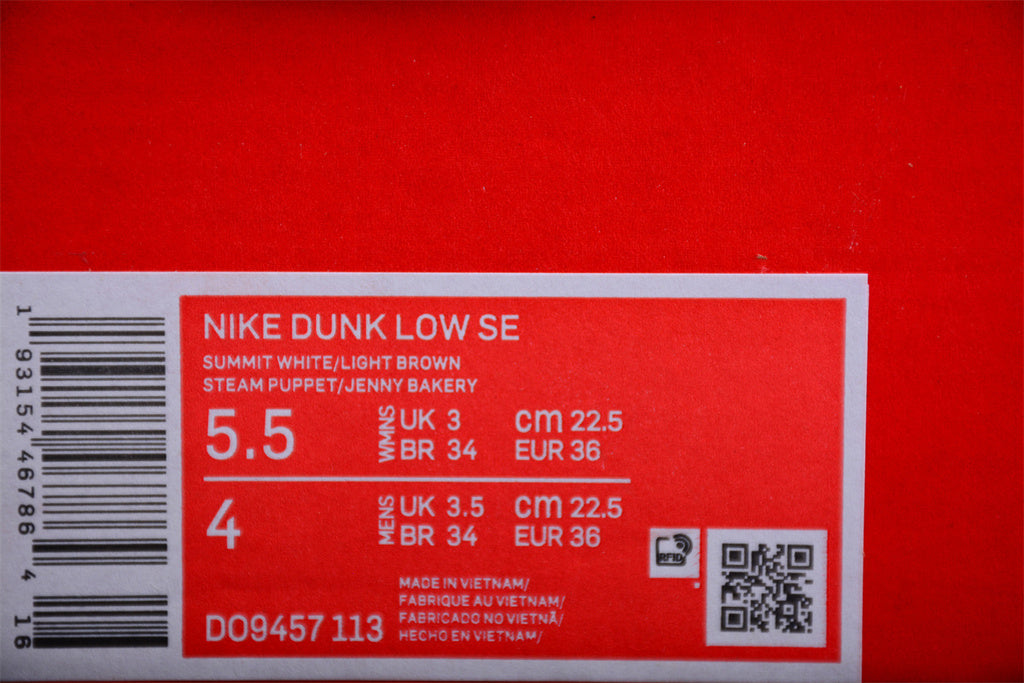 1 93154 46786 4 16
NIKE DUNK LOW SE
SUMMIT WHITE/LIGHT BROWN
STEAM PUPPET/JENNY BAKERY
5.5 WMNS UK 3 cm 22.5
BR 34 EUR 36
4 MENS UK 3.5 cm 22.5
BR 34 EUR 36
MADE IN VIETNAM/
FABRIQUE AU VIETNAM/
FABRICADO NO VIETNÃ/
HECHO EN VIETNAM/
DO9457 113
RFID